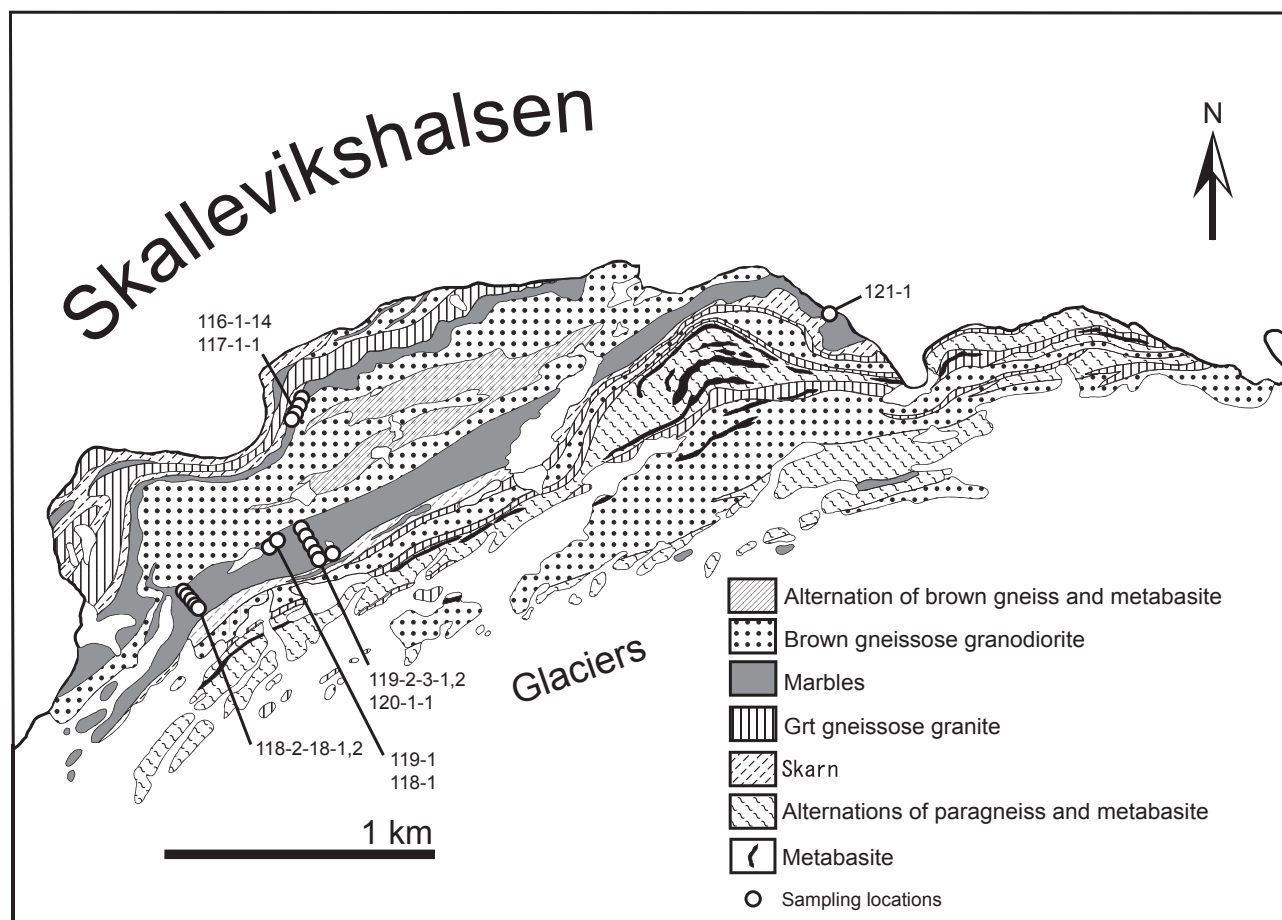 Skallevikshalsen
N
121-1
116-1-14
117-1-1
Glaciers
119-2-3-1,2
120-1-1
118-2-18-1,2
119-1
118-1
1 km
Alternation of brown gneiss and metabasite
Brown gneissose granodiorite
Marbles
Grt gneissose granite
Skarn
Alternations of paragneiss and metabasite
Metabasite
Sampling locations